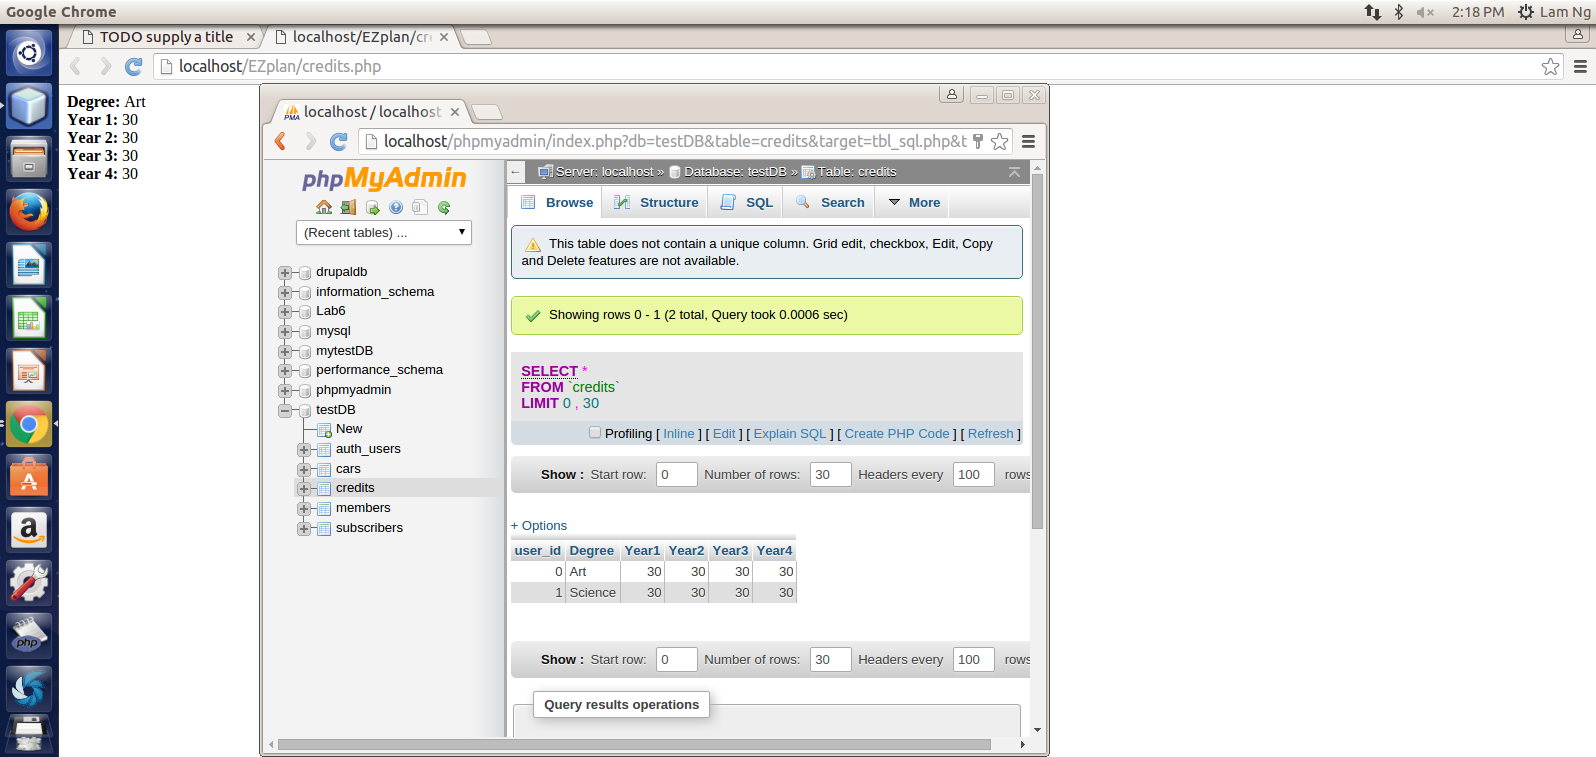 Google Chrome
2:18 PM
Lam Ng
TODO supply a title
localhost/EZplan/cr
localhost/EZplan/credits.php
Degree: Art
Year 1: 30
Year 2: 30
Year 3: 30
Year 4: 30
PMA
localhost / localhost
localhost/phpmyadmin/index.php?db=testDB&table=credits&target=tbl_sql.php&t
phpMyAdmin
(Recent tables) ...
drupaldb
information_schema
Lab6
mysql
mytestDB
performance_schema
phpmyadmin
testDB
New
auth_users
cars
credits
members
subscribers
Server: localhost » Database: testDB » Table: credits
Browse Structure SQL Search More
This table does not contain a unique column. Grid edit, checkbox, Edit, Copy
and Delete features are not available.
Showing rows 0 - 1 (2 total, Query took 0.0006 sec)
SELECT *
FROM `credits`
LIMIT 0 , 30
Profiling [ Inline ] [ Edit ] [ Explain SQL ] [ Create PHP Code ] [ Refresh ]
Show : Start row: 0 Number of rows: 30 Headers every 100 rows
+ Options
user_id Degree Year1 Year2 Year3 Year4
0 Art 30 30 30 30
1 Science 30 30 30 30
Show : Start row: 0 Number of rows: 30 Headers every 100 rows
Query results operations
php